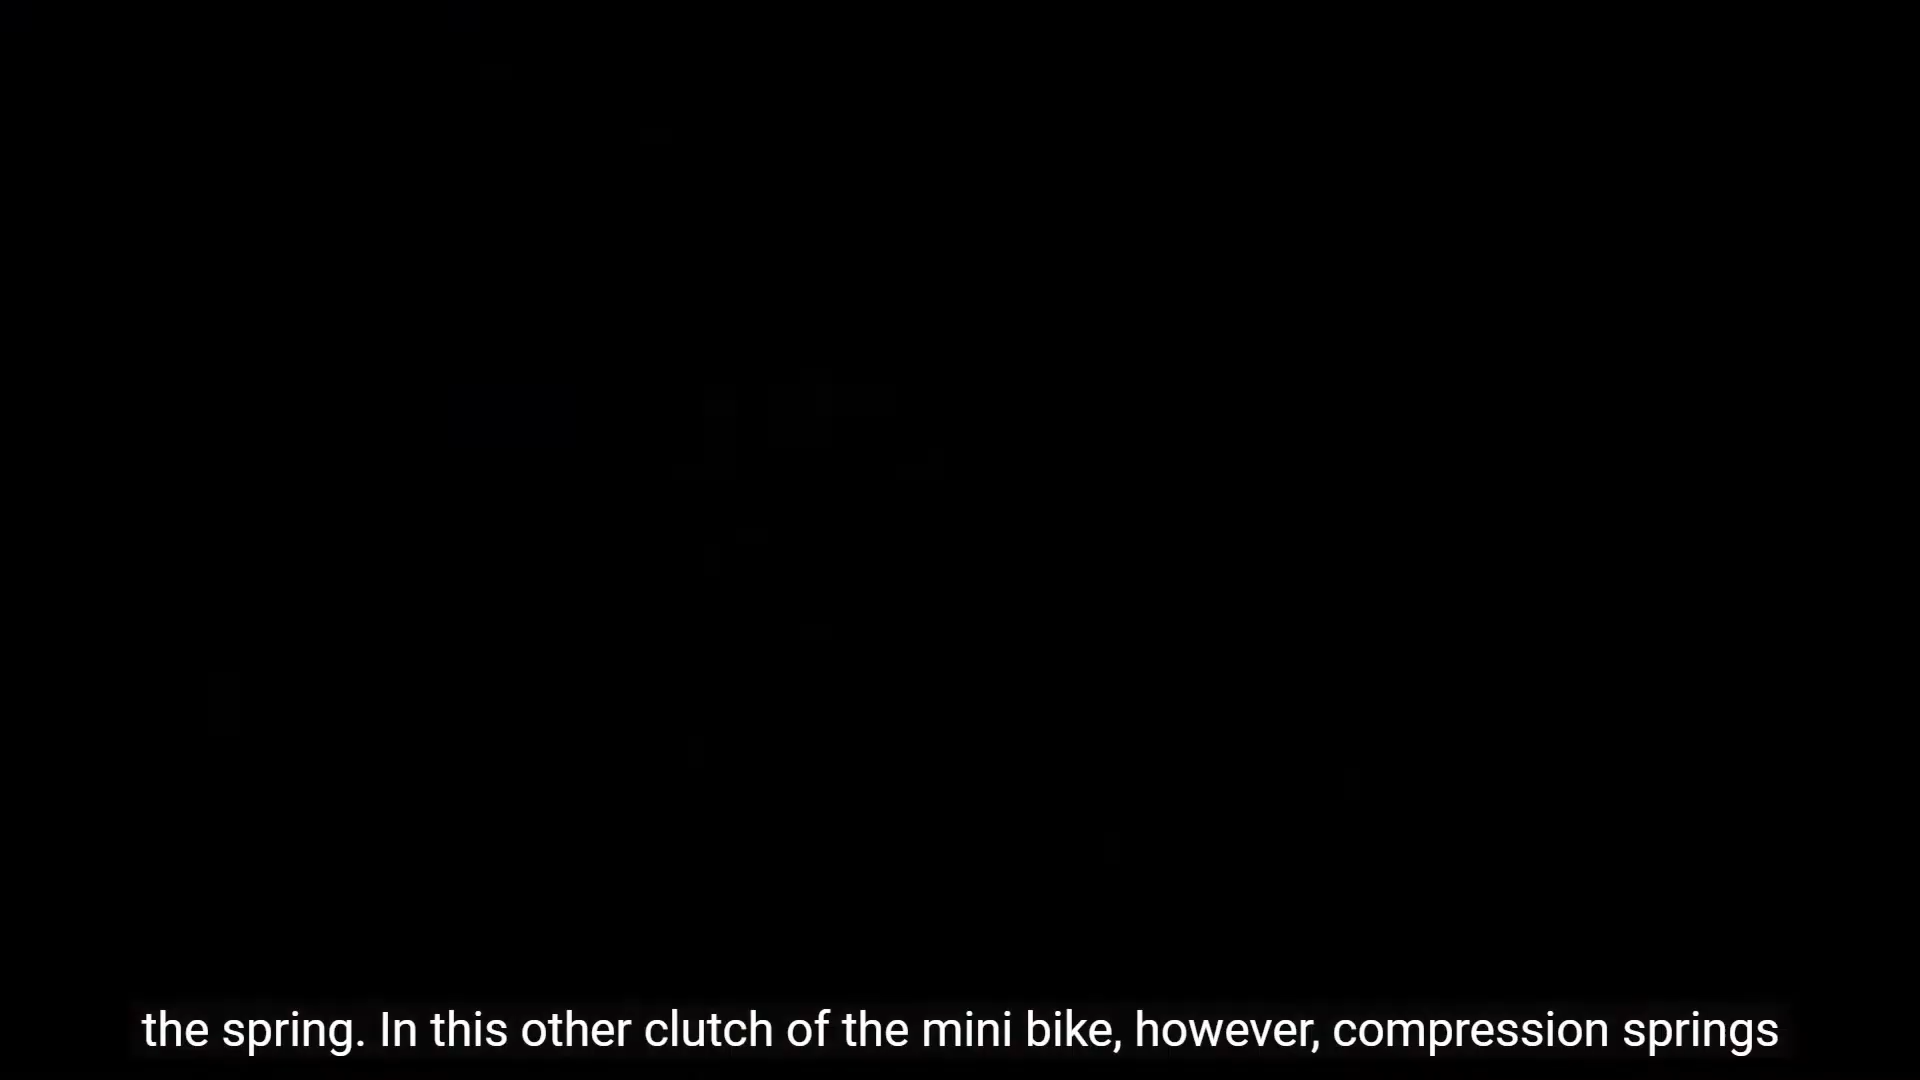 the spring. In this other clutch of the mini bike, however, compression springs